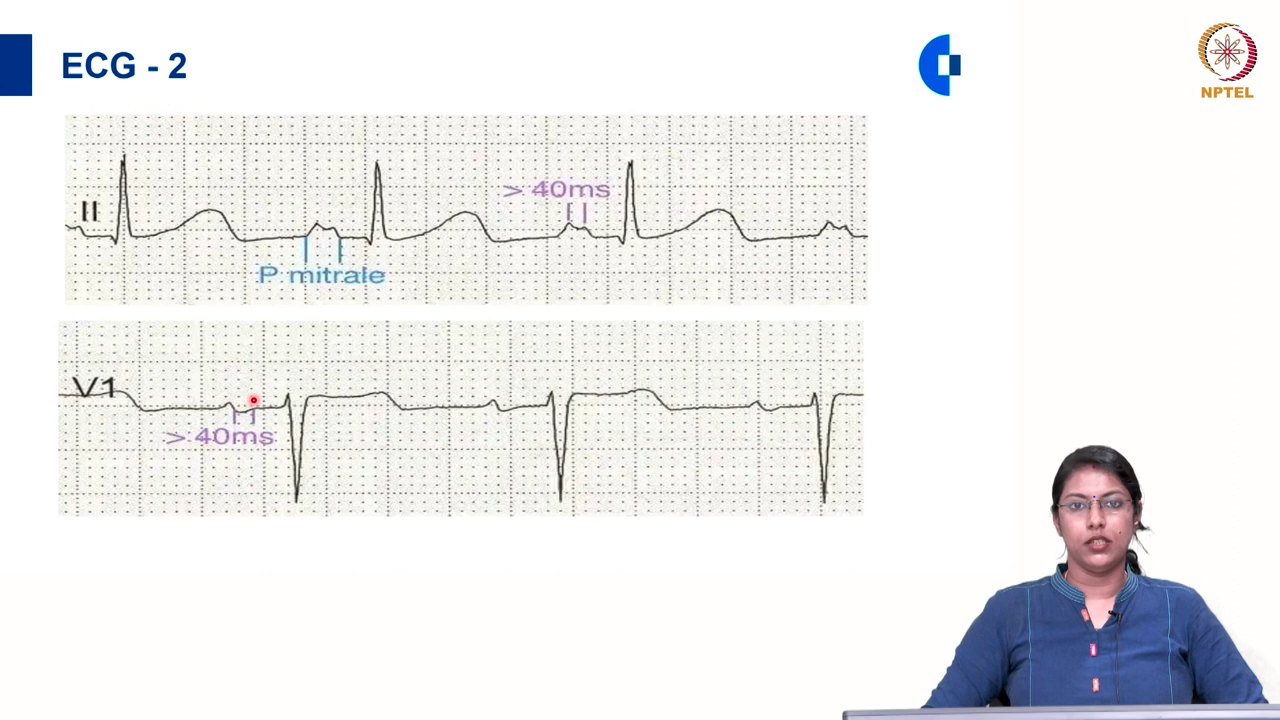 ECG - 2
NPTEL
II
> 40ms
P mitrale
V1
> 40ms